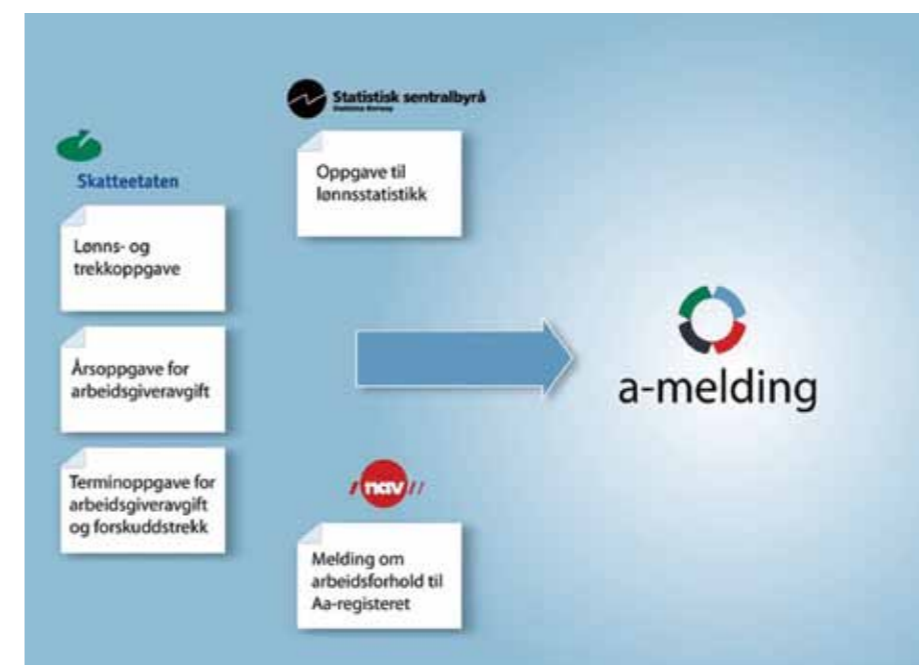 Statistisk sentralbyrå
Skatteetaten
Oppgave til
lønnsstatistikk
Lønns- og
trekkoppgave
Årsoppgave for
arbeidsgiveravgift
Terminoppgave for
arbeidsgiveravgift
og forskuddstrekk
nav
Melding om
arbeidsforhold til
Aa-registeret
a-melding